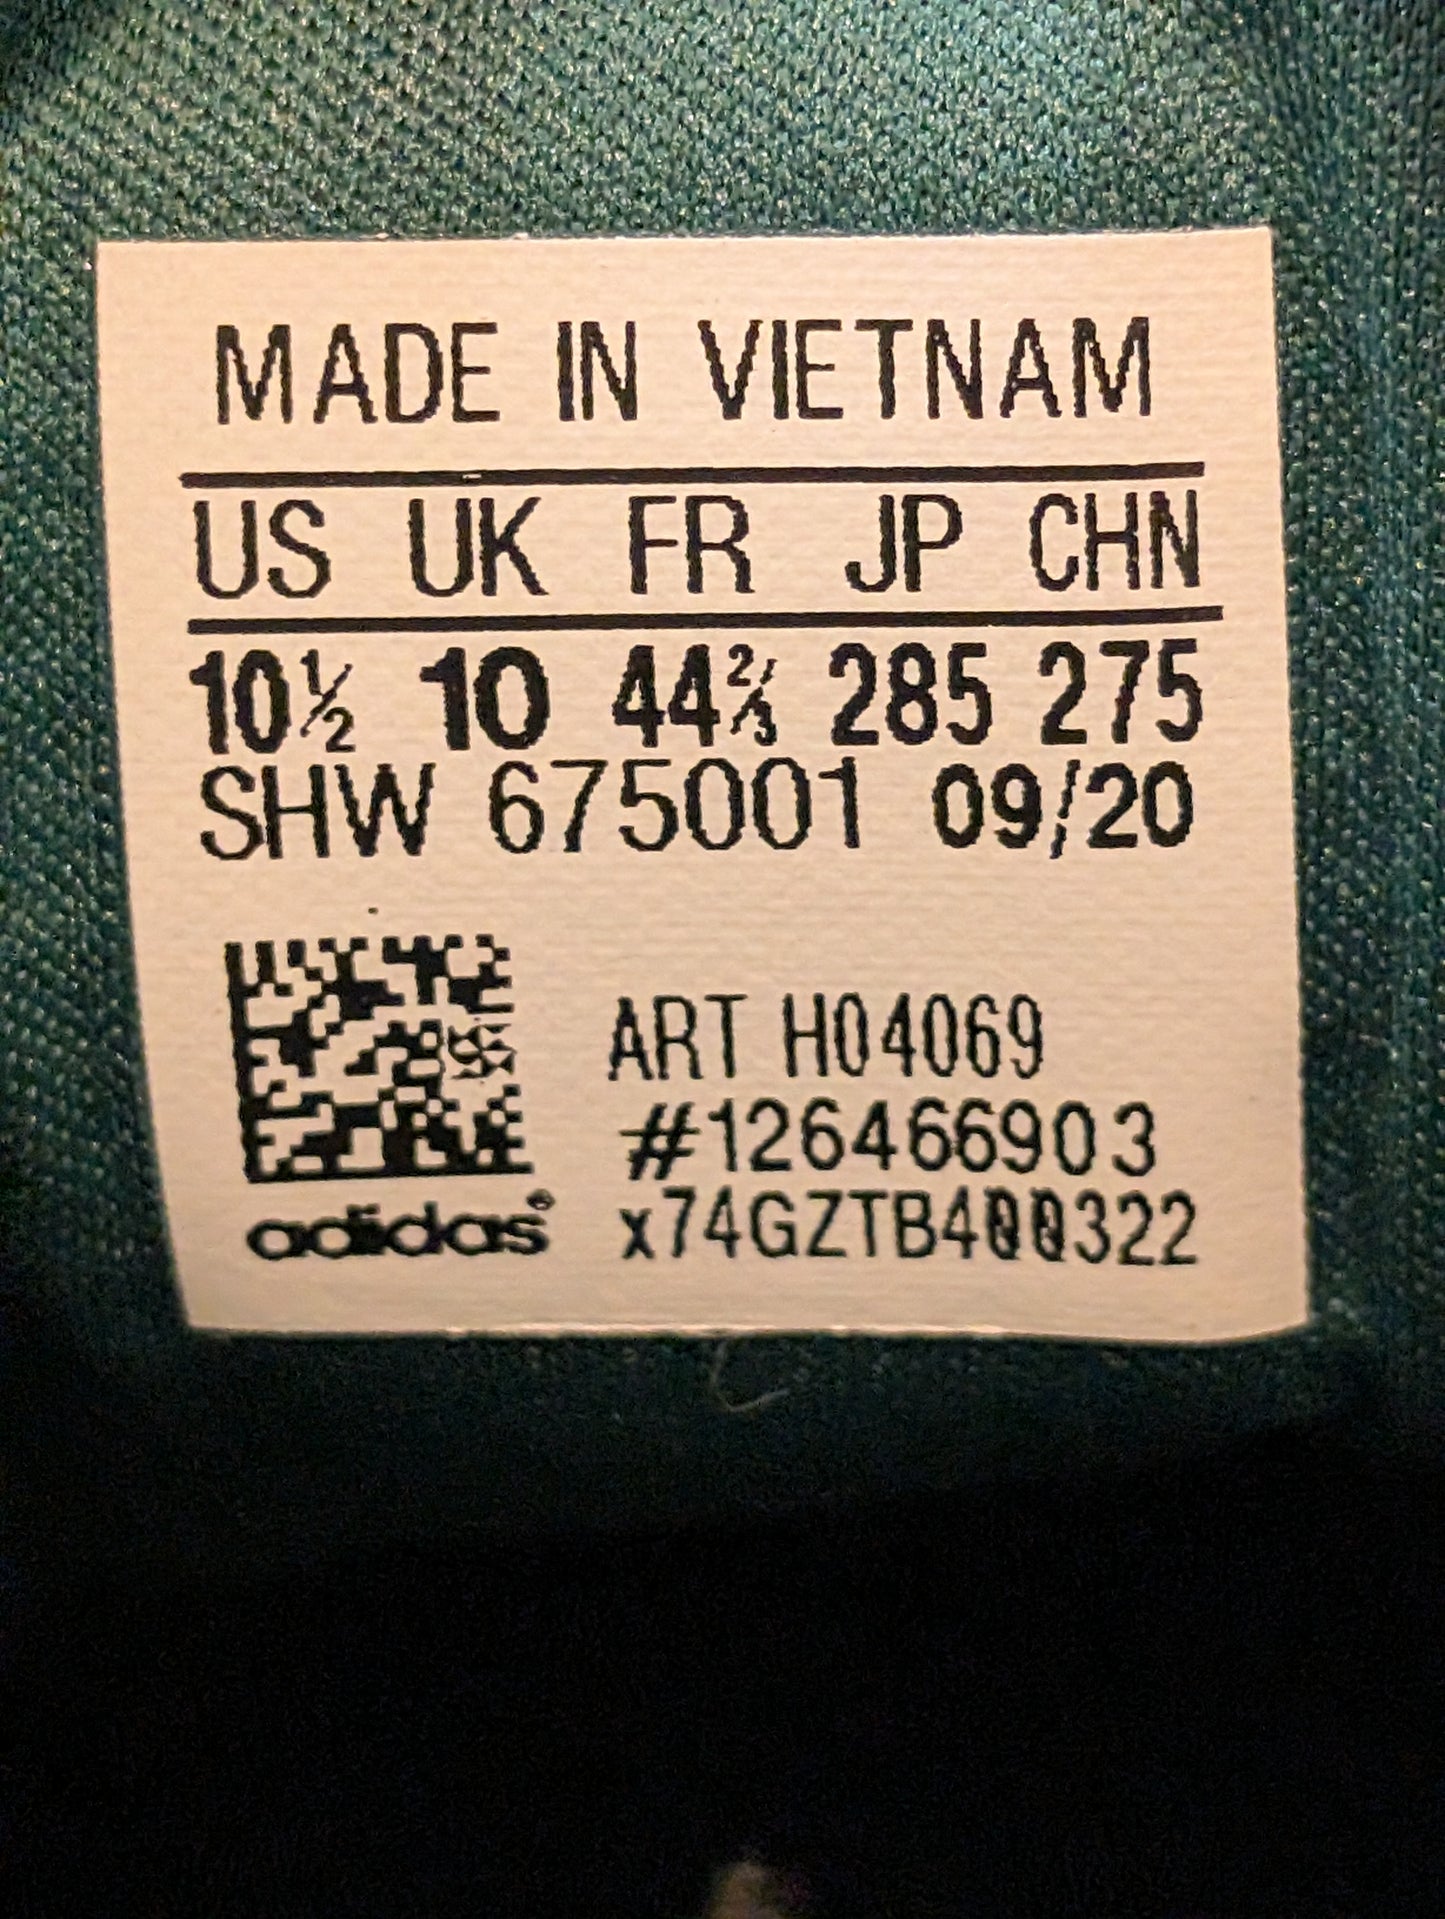 MADE IN VIETNAM
US UK FR JP CHN
10½ 10 44⅔ 285 275
SHW 675001 09/20
ART H04069
#126466903
adidas® x74GZTB400322